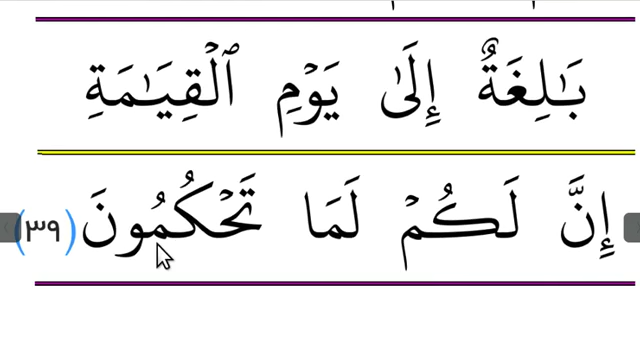 بَـٰلِغَةٌ إِلَىٰ يَوْمِ ٱلْقِيَـٰمَةِ
إِنَّ لَكُمْ لَمَا تَحْكُمُونَ (٣٩)